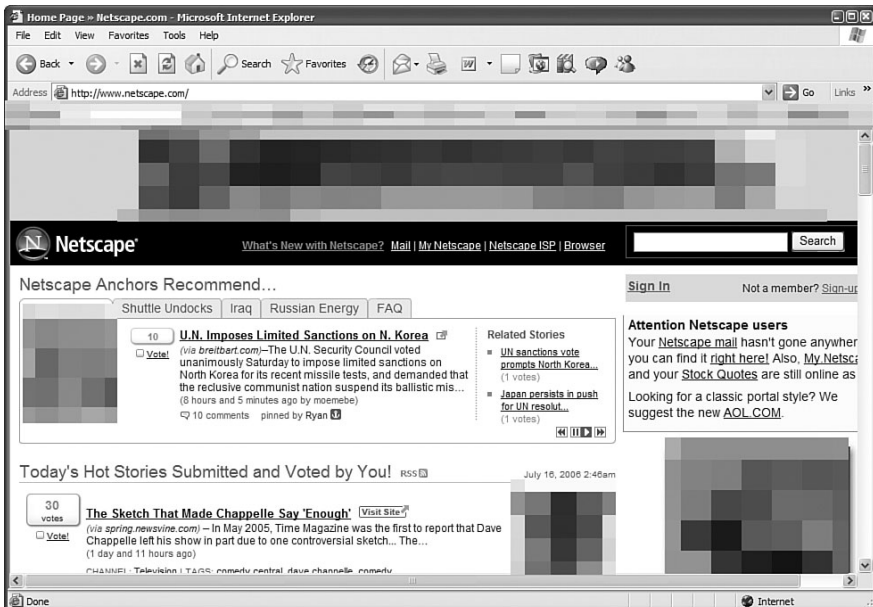 Home Page » Netscape.com - Microsoft Internet Explorer
File Edit View Favorites Tools Help
Back Search Favorites
Address http://www.netscape.com/ Go Links »
Netscape® What's New with Netscape? Mail | My Netscape | Netscape ISP | Browser Search
Netscape Anchors Recommend...
Shuttle Undocks Iraq Russian Energy FAQ
10
Vote!
U.N. Imposes Limited Sanctions on N. Korea
(via breitbart.com)–The U.N. Security Council voted
unanimously Saturday to impose limited sanctions on
North Korea for its recent missile tests, and demanded that
the reclusive communist nation suspend its ballistic mis...
(8 hours and 5 minutes ago by moemebe)
10 comments pinned by Ryan
Related Stories
UN sanctions vote
prompts North Korea...
(1 votes)
Japan persists in push
for UN resolut...
(1 votes)
Sign In Not a member? Sign-up
Attention Netscape users
Your Netscape mail hasn't gone anywher
you can find it right here! Also, My.Netsca
and your Stock Quotes are still online as
Looking for a classic portal style? We
suggest the new AOL.COM.
Today's Hot Stories Submitted and Voted by You! RSS July 16, 2006 2:46am
30
votes
Vote!
The Sketch That Made Chappelle Say 'Enough' Visit Site
(via spring.newsvine.com) – In May 2005, Time Magazine was the first to report that Dave
Chappelle left his show in part due to one controversial sketch... The...
(1 day and 11 hours ago)
CHANNEL: Television | TAGS: comedy central, dave chappelle, comedy
Done Internet